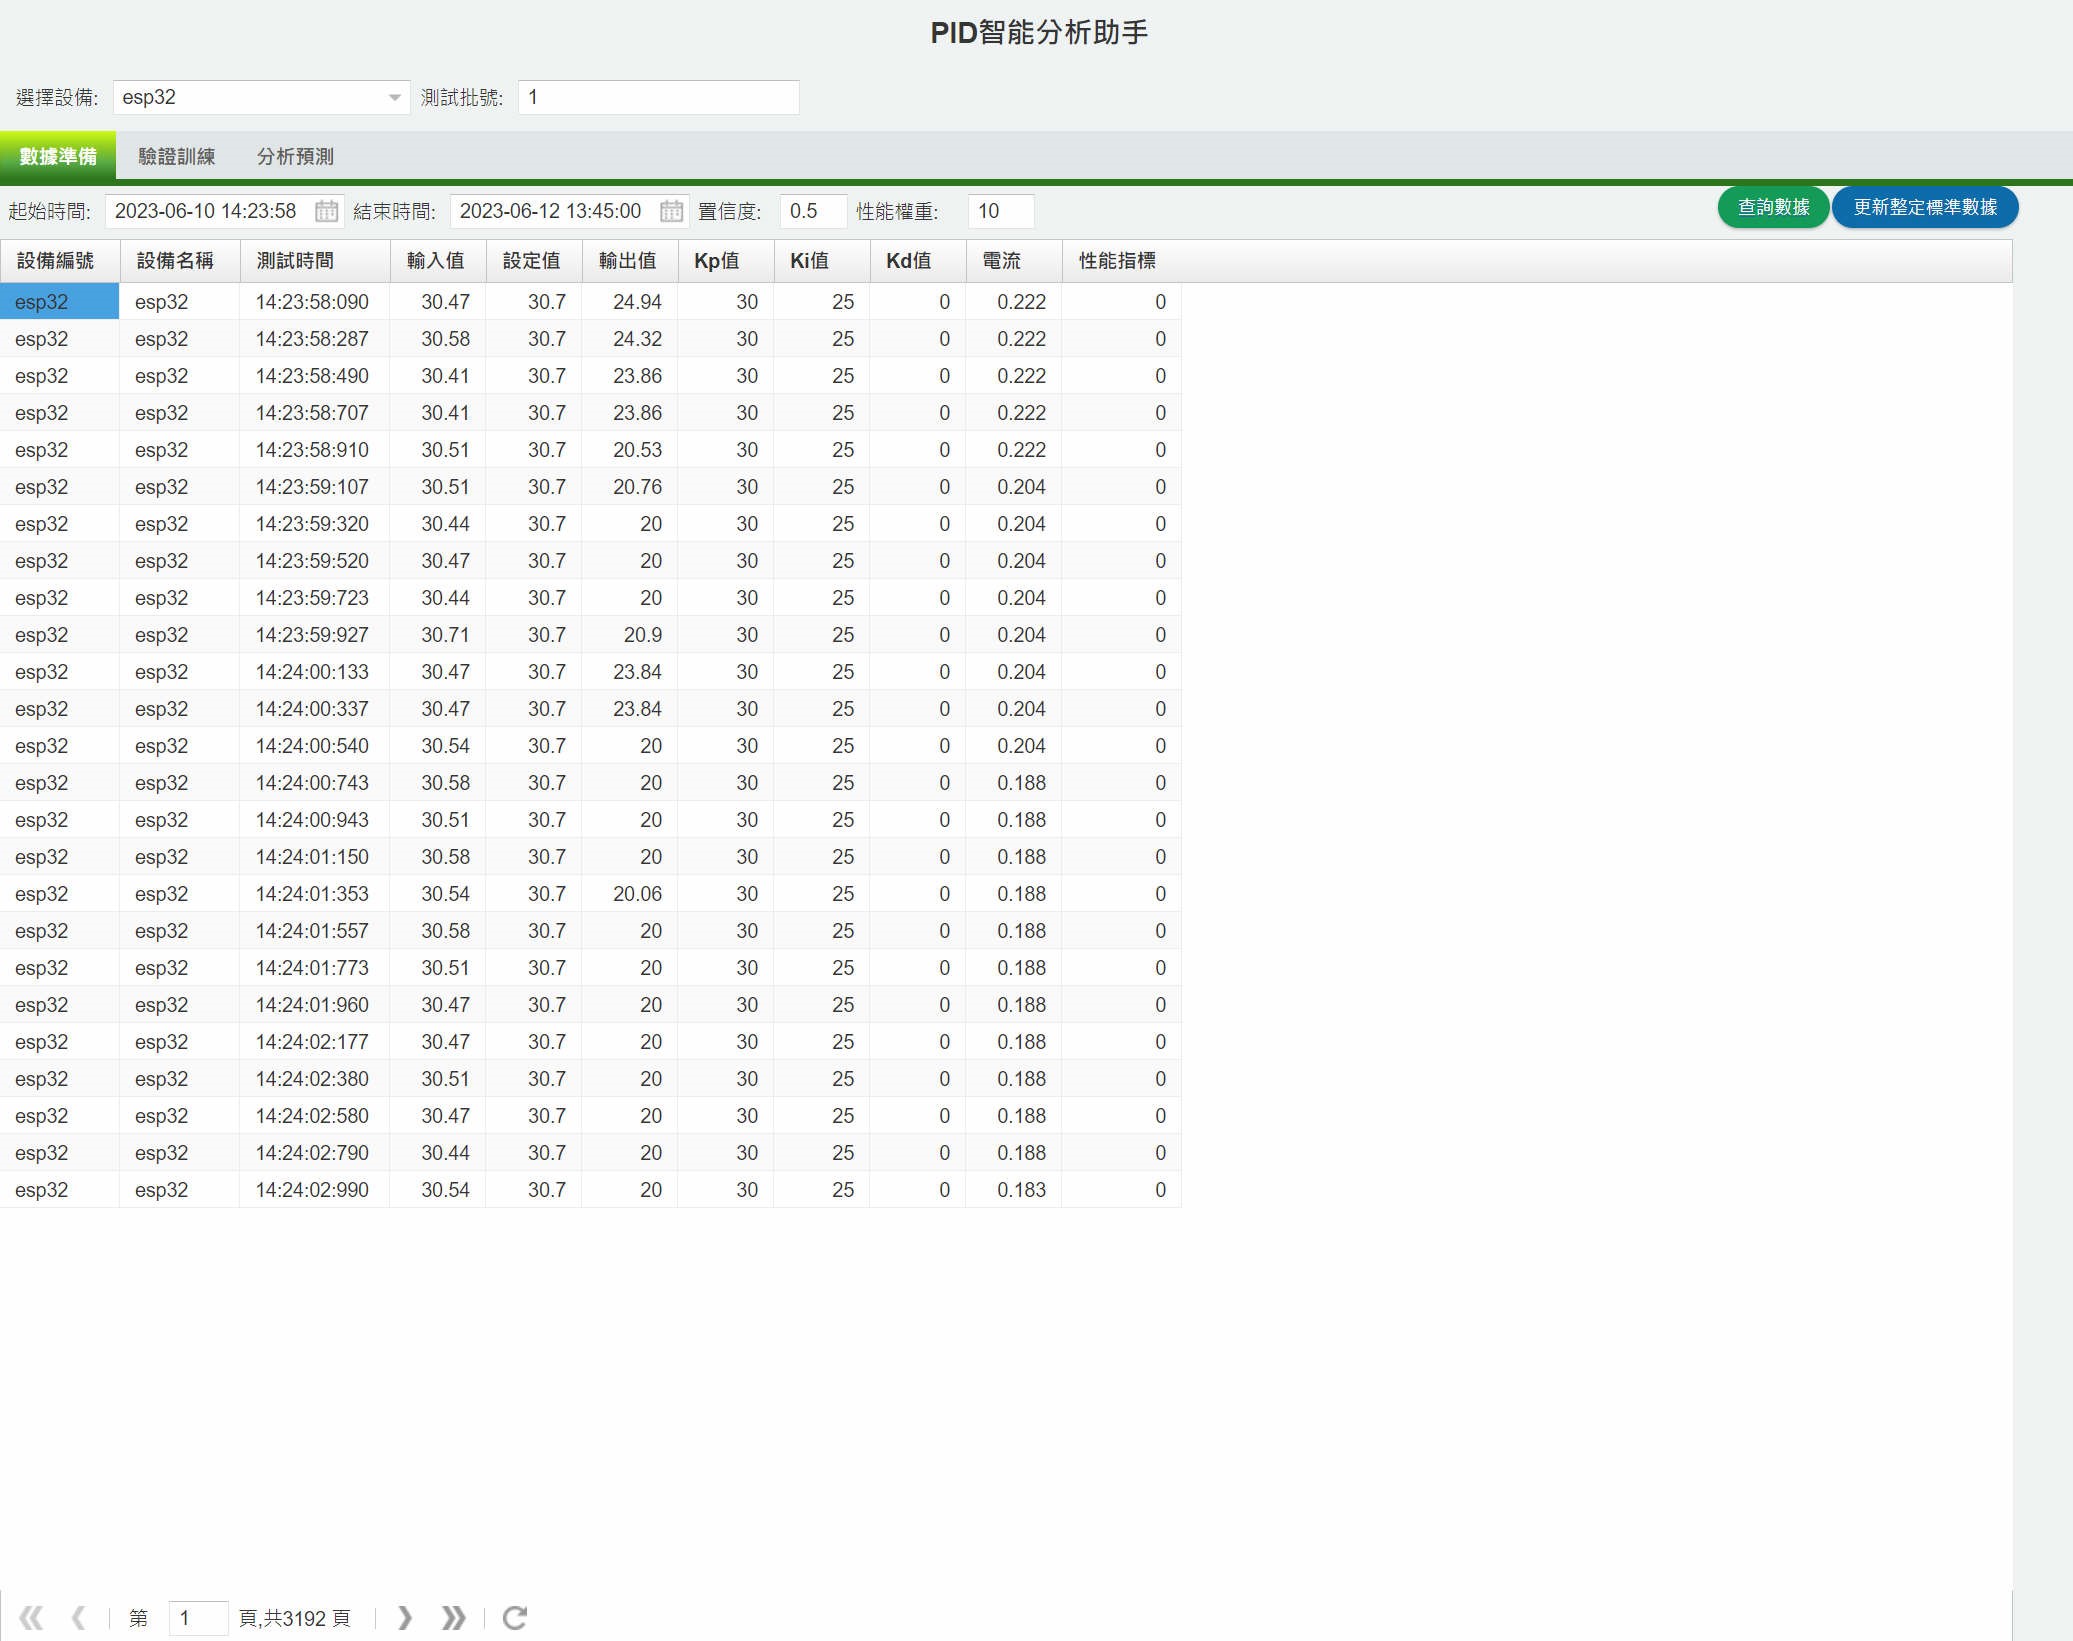 PID智能分析助手
選擇設備: esp32 測試批號: 1
數據準備 驗證訓練 分析預測
起始時間: 2023-06-10 14:23:58 結束時間: 2023-06-12 13:45:00 置信度: 0.5 性能權重: 10 查詢數據 更新整定標準數據
設備編號 設備名稱 測試時間 輸入值 設定值 輸出值 Kp值 Ki值 Kd值 電流 性能指標
esp32 esp32 14:23:58:090 30.47 30.7 24.94 30 25 0 0.222 0
esp32 esp32 14:23:58:287 30.58 30.7 24.32 30 25 0 0.222 0
esp32 esp32 14:23:58:490 30.41 30.7 23.86 30 25 0 0.222 0
esp32 esp32 14:23:58:707 30.41 30.7 23.86 30 25 0 0.222 0
esp32 esp32 14:23:58:910 30.51 30.7 20.53 30 25 0 0.222 0
esp32 esp32 14:23:59:107 30.51 30.7 20.76 30 25 0 0.204 0
esp32 esp32 14:23:59:320 30.44 30.7 20 30 25 0 0.204 0
esp32 esp32 14:23:59:520 30.47 30.7 20 30 25 0 0.204 0
esp32 esp32 14:23:59:723 30.44 30.7 20 30 25 0 0.204 0
esp32 esp32 14:23:59:927 30.71 30.7 20.9 30 25 0 0.204 0
esp32 esp32 14:24:00:133 30.47 30.7 23.84 30 25 0 0.204 0
esp32 esp32 14:24:00:337 30.47 30.7 23.84 30 25 0 0.204 0
esp32 esp32 14:24:00:540 30.54 30.7 20 30 25 0 0.204 0
esp32 esp32 14:24:00:743 30.58 30.7 20 30 25 0 0.188 0
esp32 esp32 14:24:00:943 30.51 30.7 20 30 25 0 0.188 0
esp32 esp32 14:24:01:150 30.58 30.7 20 30 25 0 0.188 0
esp32 esp32 14:24:01:353 30.54 30.7 20.06 30 25 0 0.188 0
esp32 esp32 14:24:01:557 30.58 30.7 20 30 25 0 0.188 0
esp32 esp32 14:24:01:773 30.51 30.7 20 30 25 0 0.188 0
esp32 esp32 14:24:01:960 30.47 30.7 20 30 25 0 0.188 0
esp32 esp32 14:24:02:177 30.47 30.7 20 30 25 0 0.188 0
esp32 esp32 14:24:02:380 30.51 30.7 20 30 25 0 0.188 0
esp32 esp32 14:24:02:580 30.47 30.7 20 30 25 0 0.188 0
esp32 esp32 14:24:02:790 30.44 30.7 20 30 25 0 0.188 0
esp32 esp32 14:24:02:990 30.54 30.7 20 30 25 0 0.183 0
第 1 頁,共3192 頁